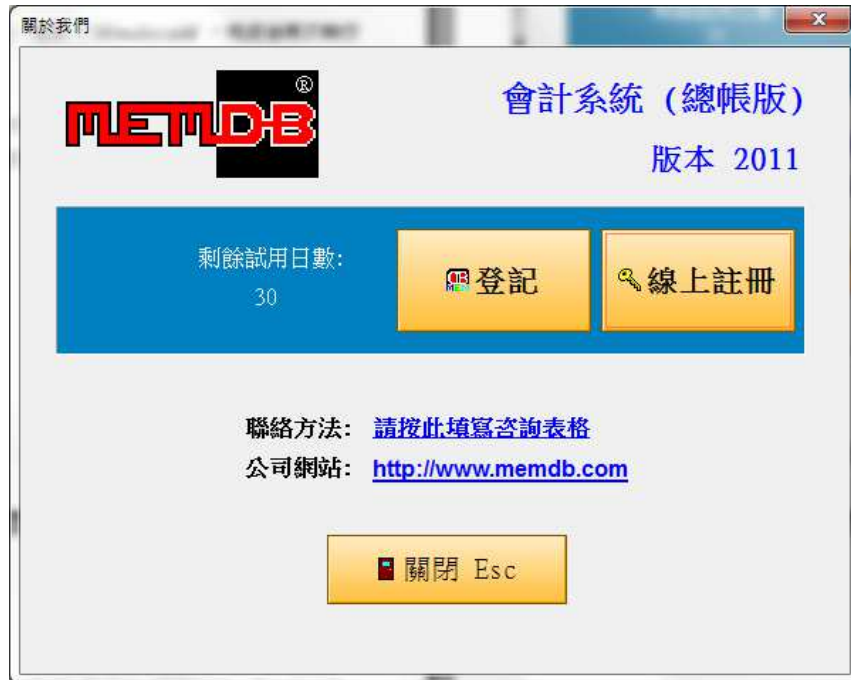 關於我們
MEMDB®
會計系統 (總帳版)
版本 2011
剩餘試用日數:
30
登記
線上註冊
聯絡方法: 請按此填寫咨詢表格
公司網站: http://www.memdb.com
關閉 Esc